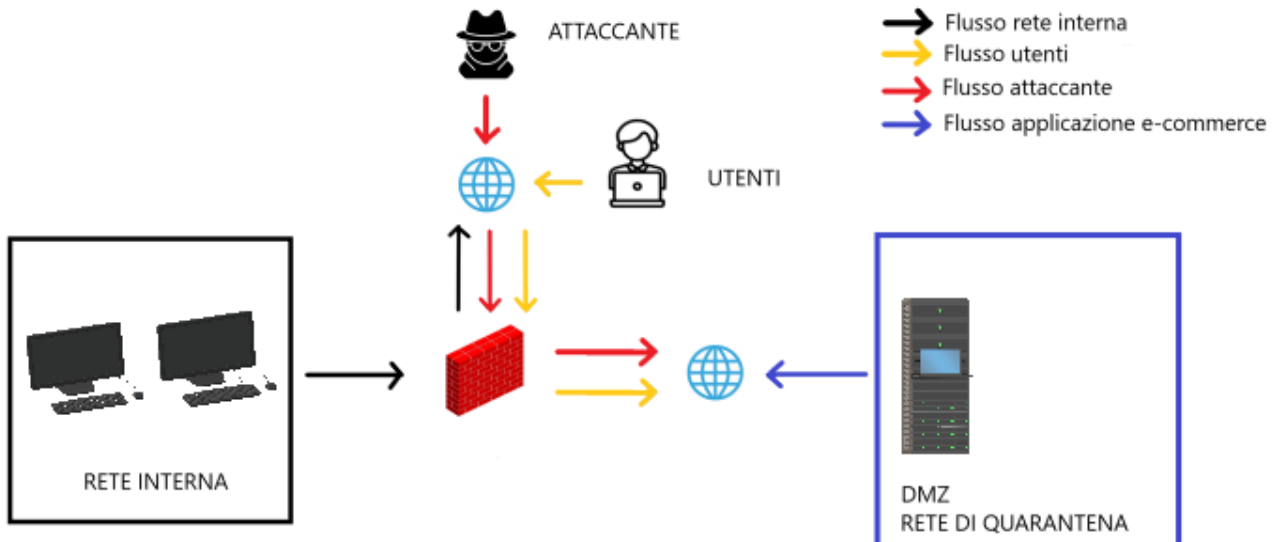 ATTACCANTE
Flusso rete interna
Flusso utenti
Flusso attaccante
Flusso applicazione e-commerce
UTENTI
RETE INTERNA
DMZ
RETE DI QUARANTENA